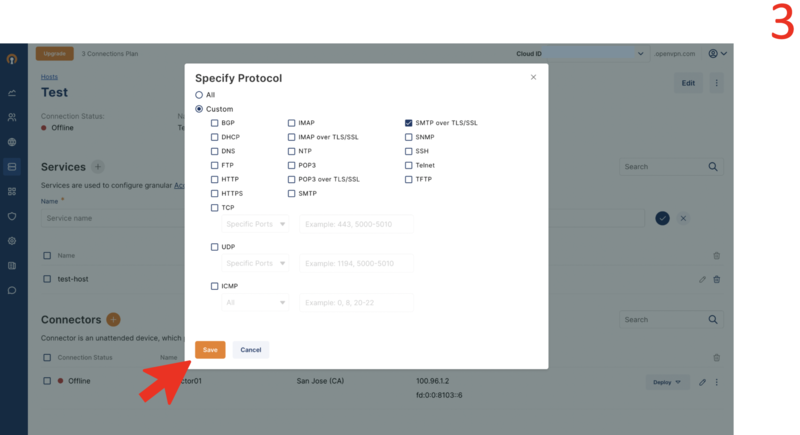 3
Upgrade 3 Connections Plan Cloud ID .openvpn.com
Hosts
Test
Edit
Connection Status:
Offline
Specify Protocol
All
Custom
BGP IMAP SMTP over TLS/SSL
DHCP IMAP over TLS/SSL SNMP
DNS NTP SSH
FTP POP3 Telnet
HTTP POP3 over TLS/SSL TFTP
HTTPS SMTP
TCP
Specific Ports Example: 443, 5000-5010
UDP
Specific Ports Example: 1194, 5000-5010
ICMP
All Example: 0, 8, 20-22
Save Cancel
Services Search
Services are used to configure granular
Name *
Service name
Name
test-host
Connectors Search
Connector is an unattended device, which
Connection Status Name
Offline ctor01 San Jose (CA) 100.96.1.2 Deploy
fd:0:0:8103::6